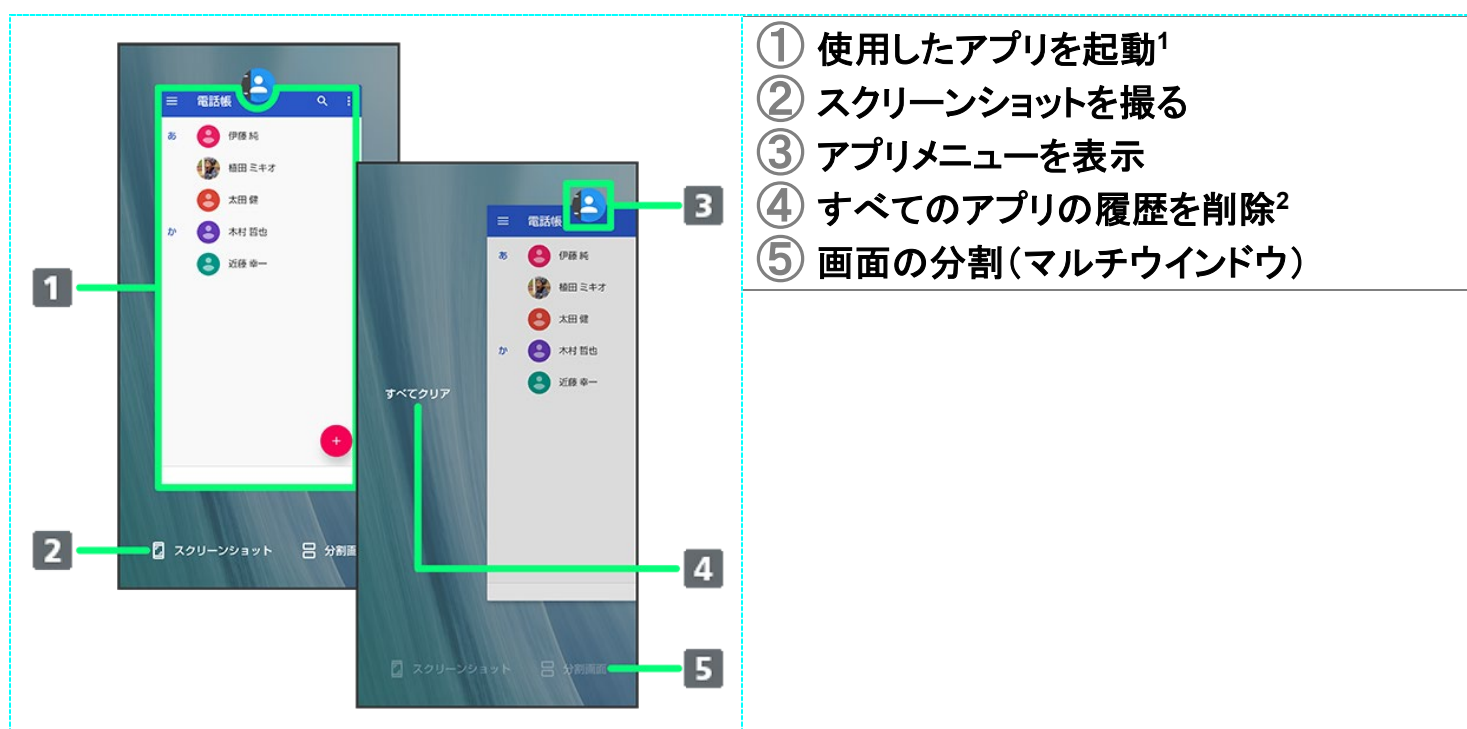 電話帳
あ
伊藤 純
植田 ミキオ
太田 健
か
木村 哲也
近藤 幸一
+
スクリーンショット
分割画
1
2
電話帳
あ
伊藤 純
植田 ミキオ
太田 健
か
木村 哲也
近藤 幸一
すべてクリア
スクリーンショット
分割画面
3
4
5
① 使用したアプリを起動¹
② スクリーンショットを撮る
③ アプリメニューを表示
④ すべてのアプリの履歴を削除²
⑤ 画面の分割（マルチウインドウ）